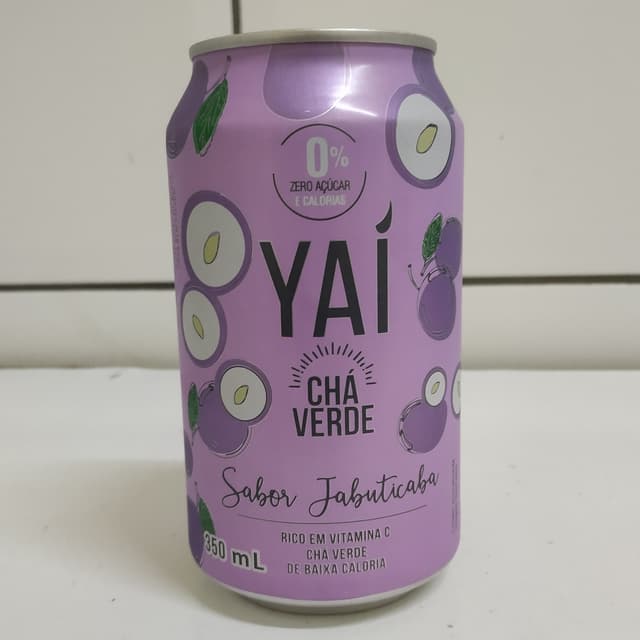 0%
ZERO AÇÚCAR
E CALORIAS
YAÍ
CHÁ
VERDE
Sabor Jabuticaba
RICO EM VITAMINA C
CHÁ VERDE
DE BAIXA CALORIA
350 mL